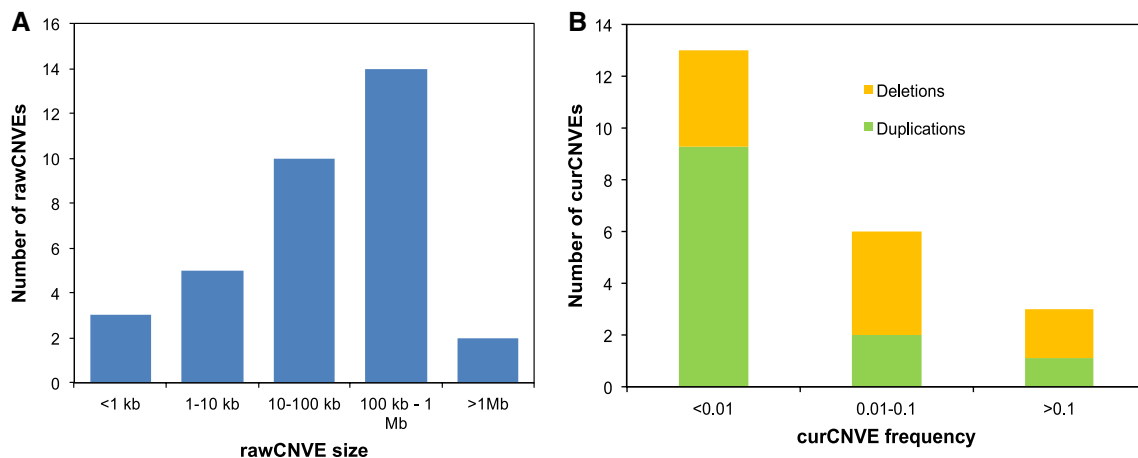 A
Number of rawCNVEs
16
14
12
10
8
6
4
2
0
<1 kb
1-10 kb
10-100 kb
100 kb - 1
Mb
>1Mb
rawCNVE size
B
Number of curCNVEs
14
12
10
8
6
4
2
0
Deletions
Duplications
<0.01
0.01-0.1
>0.1
curCNVE frequency